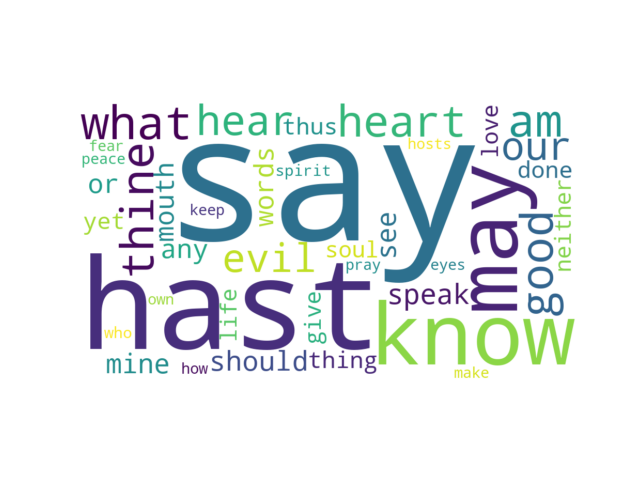 what hear thus heart love am
fear
peace
thine
say
hosts
our
or
mouth
words
spirit
done
keep
may
yet
any
evil
soul
see
good
neither
pray
eyes
hast
own
life
give
speak
know
who
mine
how
should
thing
make